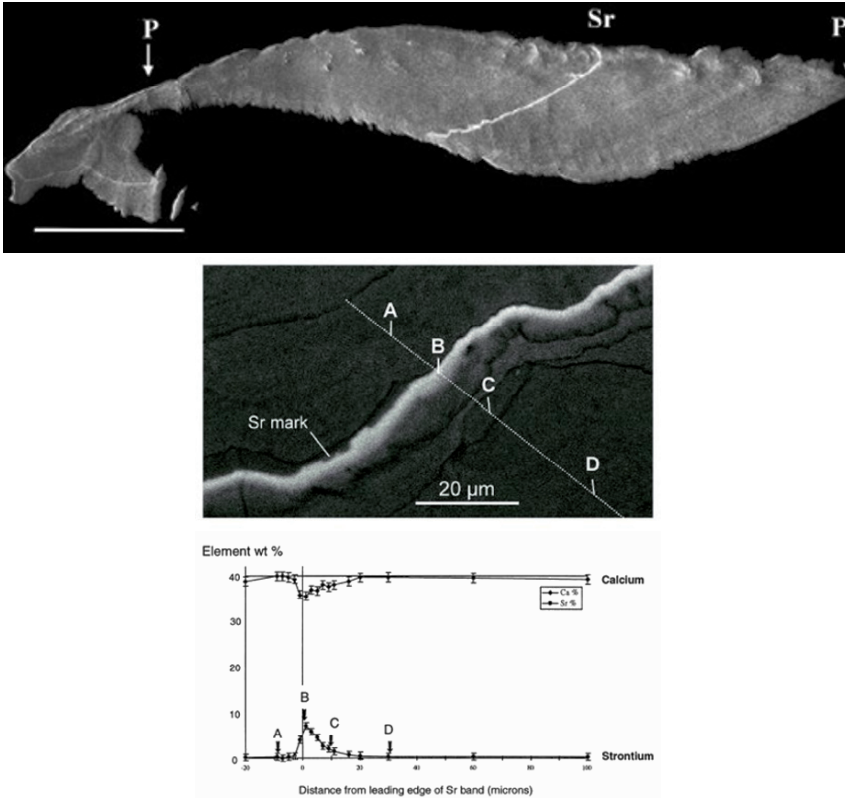 P
Sr
P
A
B
C
Sr mark
D
20 µm
Element wt %
40
Calcium
Ca %
Sr %
30
20
10
B
C
A
D
0
Strontium
-20 0 20 40 60 80 100
Distance from leading edge of Sr band (microns)